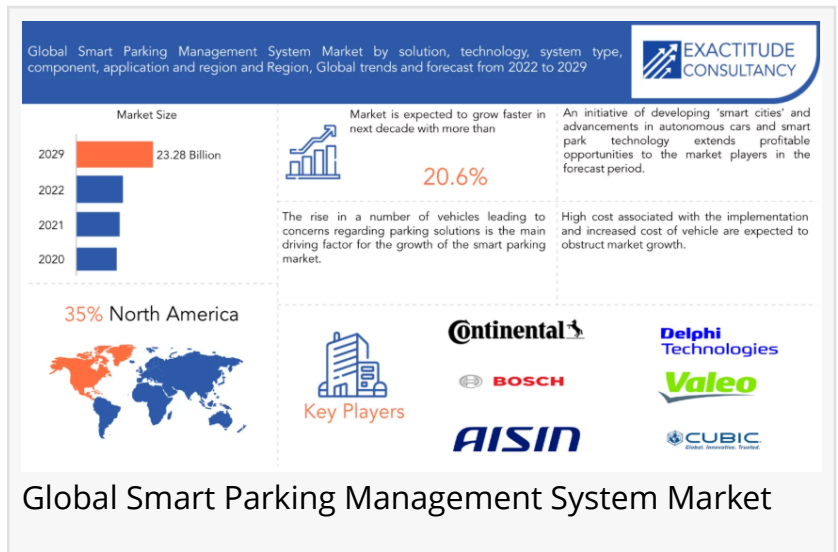 Global Smart Parking Management System Market by solution, technology, system type,
component, application and region and Region, Global trends and forecast from 2022 to 2029
EXACTITUDE
CONSULTANCY
Market Size
2029
23.28 Billion
2022
2021
2020
Market is expected to grow faster in
next decade with more than
20.6%
An initiative of developing 'smart cities' and
advancements in autonomous cars and smart
park technology extends profitable
opportunities to the market players in the
forecast period.
The rise in a number of vehicles leading to
concerns regarding parking solutions is the main
driving factor for the growth of the smart parking
market.
High cost associated with the implementation
and increased cost of vehicle are expected to
obstruct market growth.
35% North America
Key Players
Continental
Delphi
Technologies
BOSCH
Valeo
AISIN
CUBIC
Global. Innovative. Trusted.
Global Smart Parking Management System Market